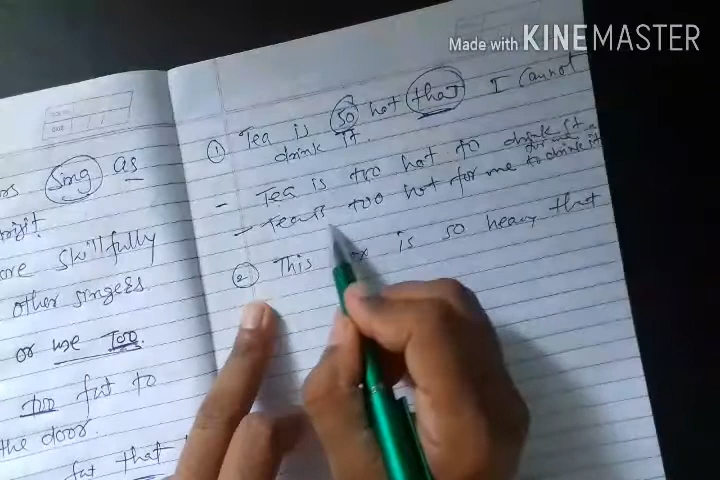 Made with KINEMASTER
Sing as
skillfully
other singers
or use Too.
too fat to
the door.
fat that
① Tea is so hot that I cannot
drink it.
- Tea is too hot to drink it.
for me
- Tea is too hot for me to drink it
② This is so heavy that